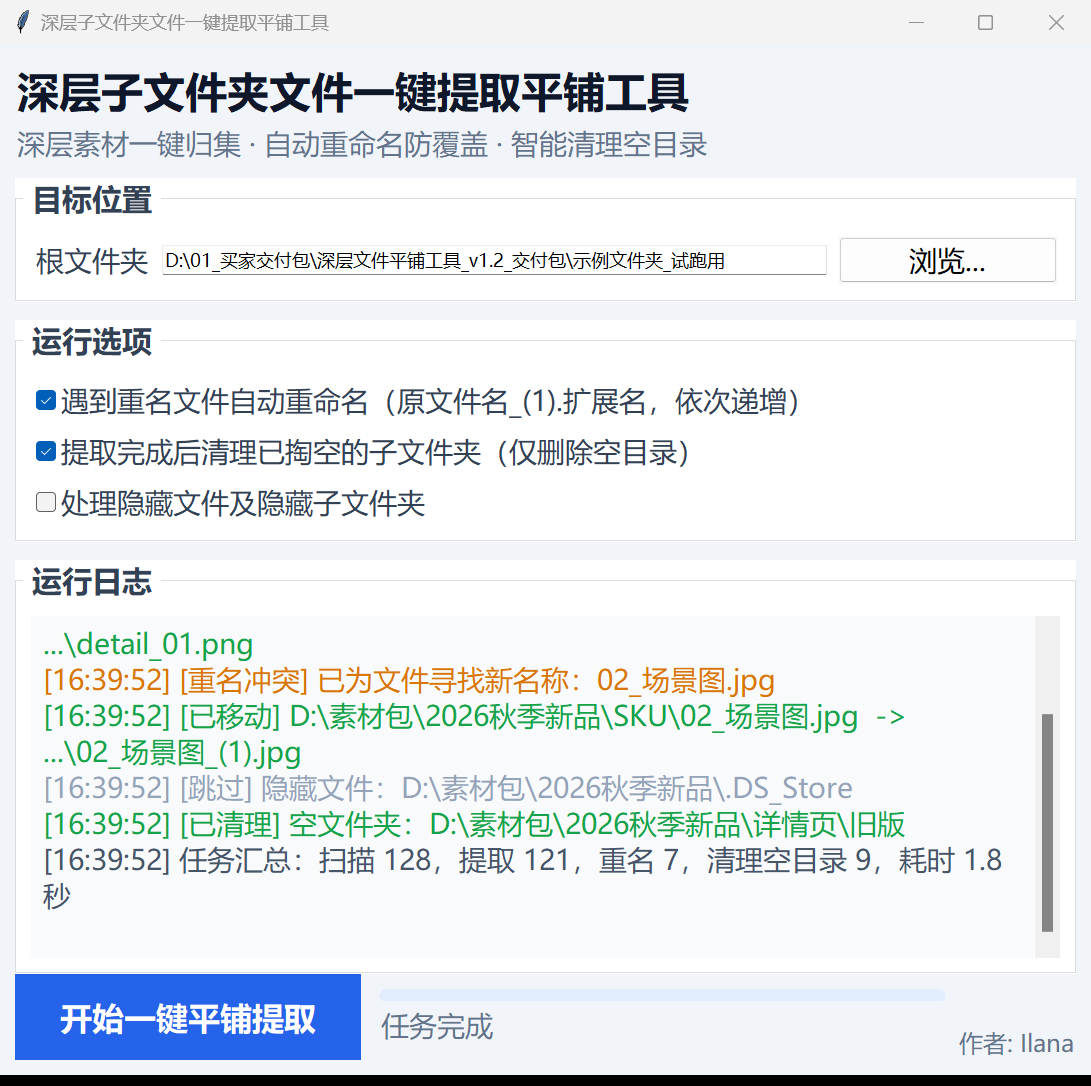 深层子文件夹文件一键提取平铺工具
深层子文件夹文件一键提取平铺工具
深层素材一键归集 · 自动重命名防覆盖 · 智能清理空目录
目标位置
根文件夹 D:\01_买家交付包\深层文件平铺工具_v1.2_交付包\示例文件夹_试跑用 浏览...
运行选项
遇到重名文件自动重命名（原文件名_(1).扩展名，依次递增）
提取完成后清理已掏空的子文件夹（仅删除空目录）
处理隐藏文件及隐藏子文件夹
运行日志
...\detail_01.png
[16:39:52] [重名冲突] 已为文件寻找新名称：02_场景图.jpg
[16:39:52] [已移动] D:\素材包\2026秋季新品\SKU\02_场景图.jpg  ->
...\02_场景图_(1).jpg
[16:39:52] [跳过] 隐藏文件：D:\素材包\2026秋季新品\.DS_Store
[16:39:52] [已清理] 空文件夹：D:\素材包\2026秋季新品\详情页\旧版
[16:39:52] 任务汇总：扫描 128，提取 121，重名 7，清理空目录 9，耗时 1.8
秒
开始一键平铺提取
任务完成
作者: Ilana